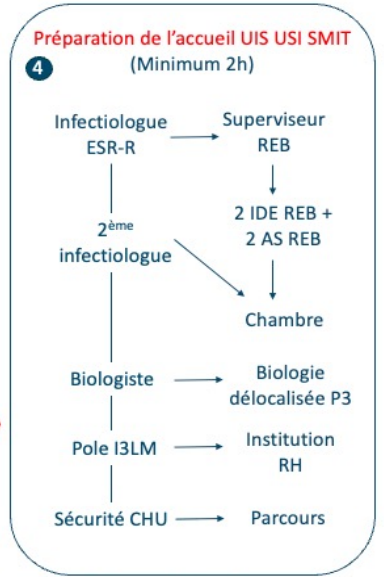 Préparation de l’accueil UIS USI SMIT
4
(Minimum 2h)
Infectiologue
ESR-R
Superviseur
REB
2 IDE REB +
2 AS REB
2ème
infectiologue
Chambre
Biologiste
Biologie
délocalisée P3
Pole I3LM
Institution
RH
Sécurité CHU
Parcours